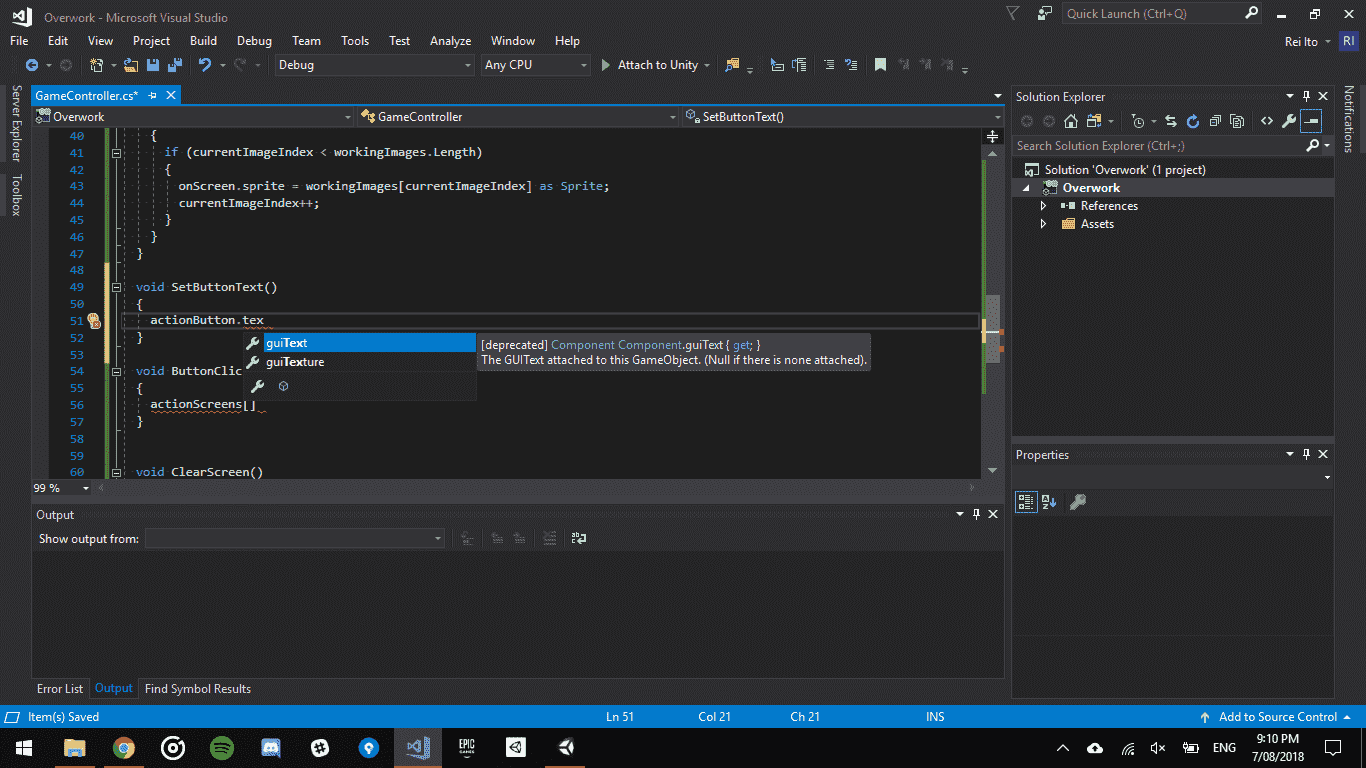 Overwork - Microsoft Visual Studio
Quick Launch (Ctrl+Q)
File Edit View Project Build Debug Team Tools Test Analyze Window Help
Rei Ito RI
Debug Any CPU Attach to Unity
Server Explorer
Toolbox
GameController.cs*
Overwork GameController SetButtonText()
40 {
41 if (currentImageIndex < workingImages.Length)
42 {
43 onScreen.sprite = workingImages[currentImageIndex] as Sprite;
44 currentImageIndex++;
45 }
46 }
47 }
48
49 void SetButtonText()
50 {
51 actionButton.tex
52 }
53
54 void ButtonClic
55 {
56 actionScreens[]
57 }
58
59
60 void ClearScreen()
guiText
guiTexture
[deprecated] Component Component.guiText { get; }
The GUIText attached to this GameObject. (Null if there is none attached).
99 %
Output
Show output from:
Error List Output Find Symbol Results
Solution Explorer
Search Solution Explorer (Ctrl+;)
Solution 'Overwork' (1 project)
Overwork
References
Assets
Properties
Notifications
Item(s) Saved Ln 51 Col 21 Ch 21 INS Add to Source Control
EPIC
GAMES
ENG
9:10 PM
7/08/2018